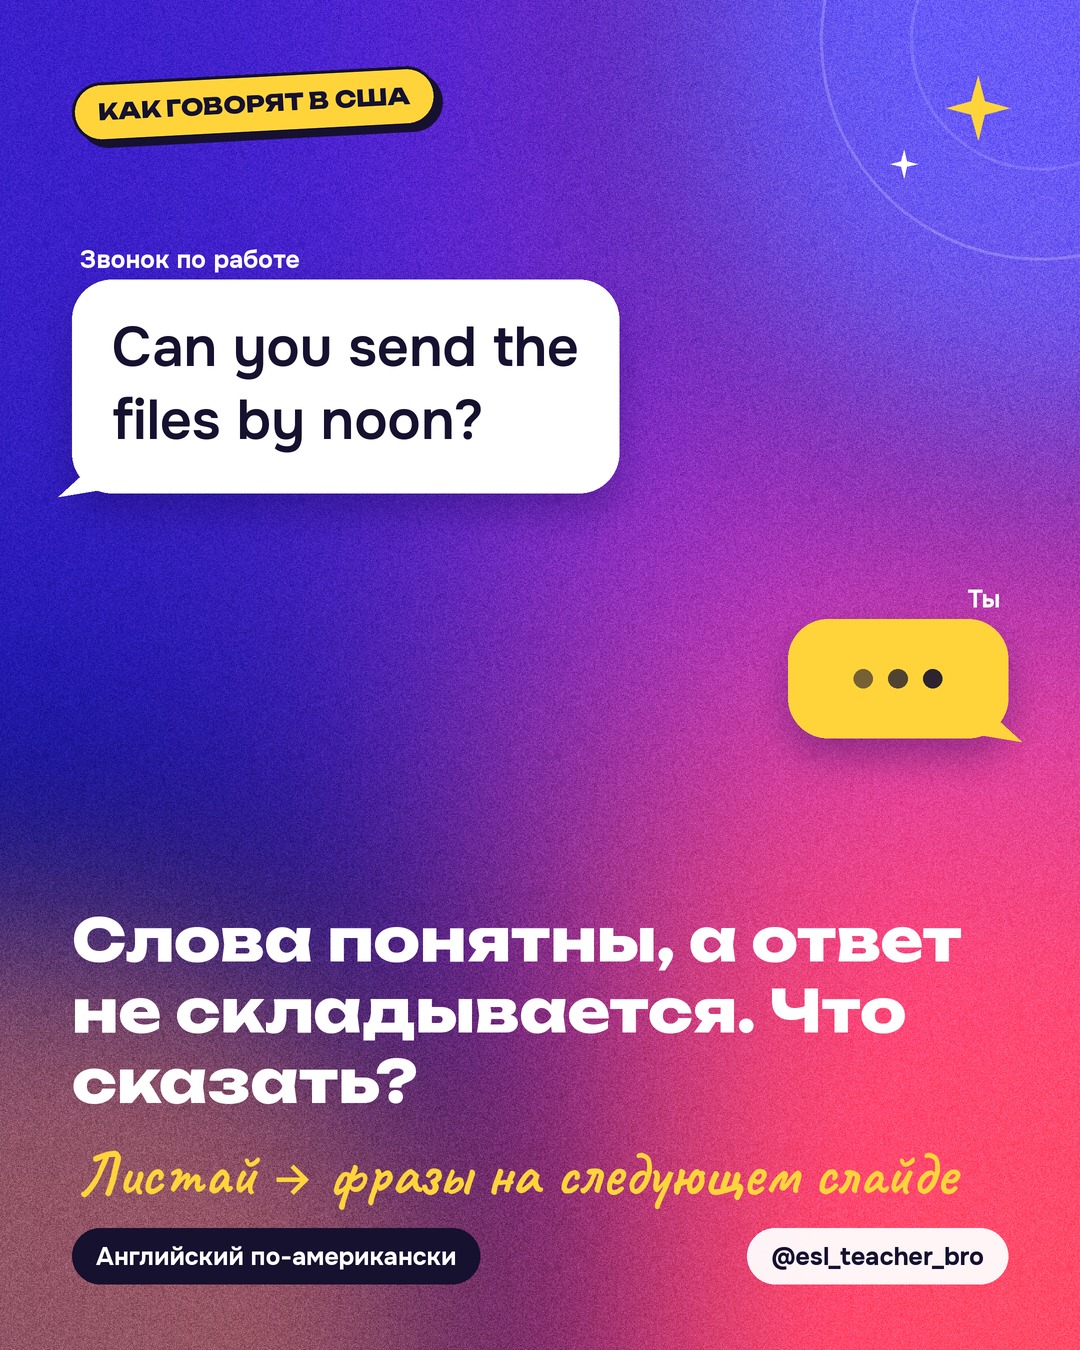 КАК ГОВОРЯТ В США
Звонок по работе
Can you send the
files by noon?
Ты
Слова понятны, а ответ
не складывается. Что
сказать?
Листай → фразы на следующем слайде
Английский по-американски
@esl_teacher_bro